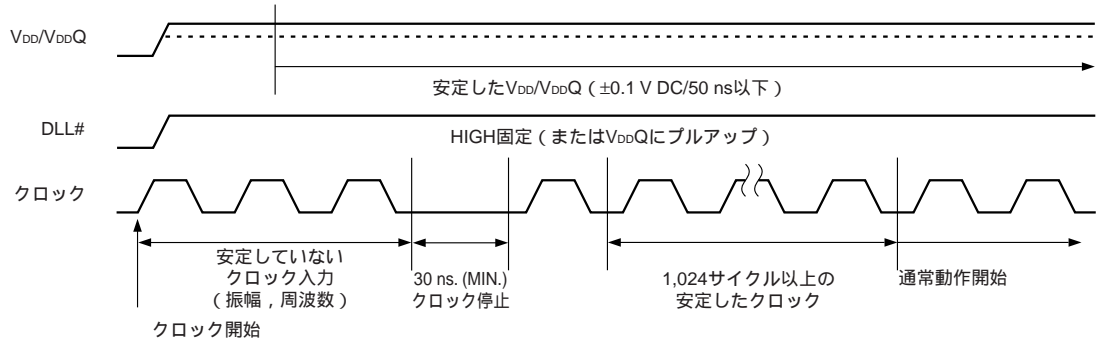 VDD/VDDQ
安定したVDD/VDDQ（±0.1 V DC/50 ns以下）
DLL#
HIGH固定（またはVDDQにプルアップ）
クロック
安定していない
クロック入力
（振幅，周波数）
30 ns. (MIN.)
クロック停止
1,024サイクル以上の
安定したクロック
通常動作開始
クロック開始